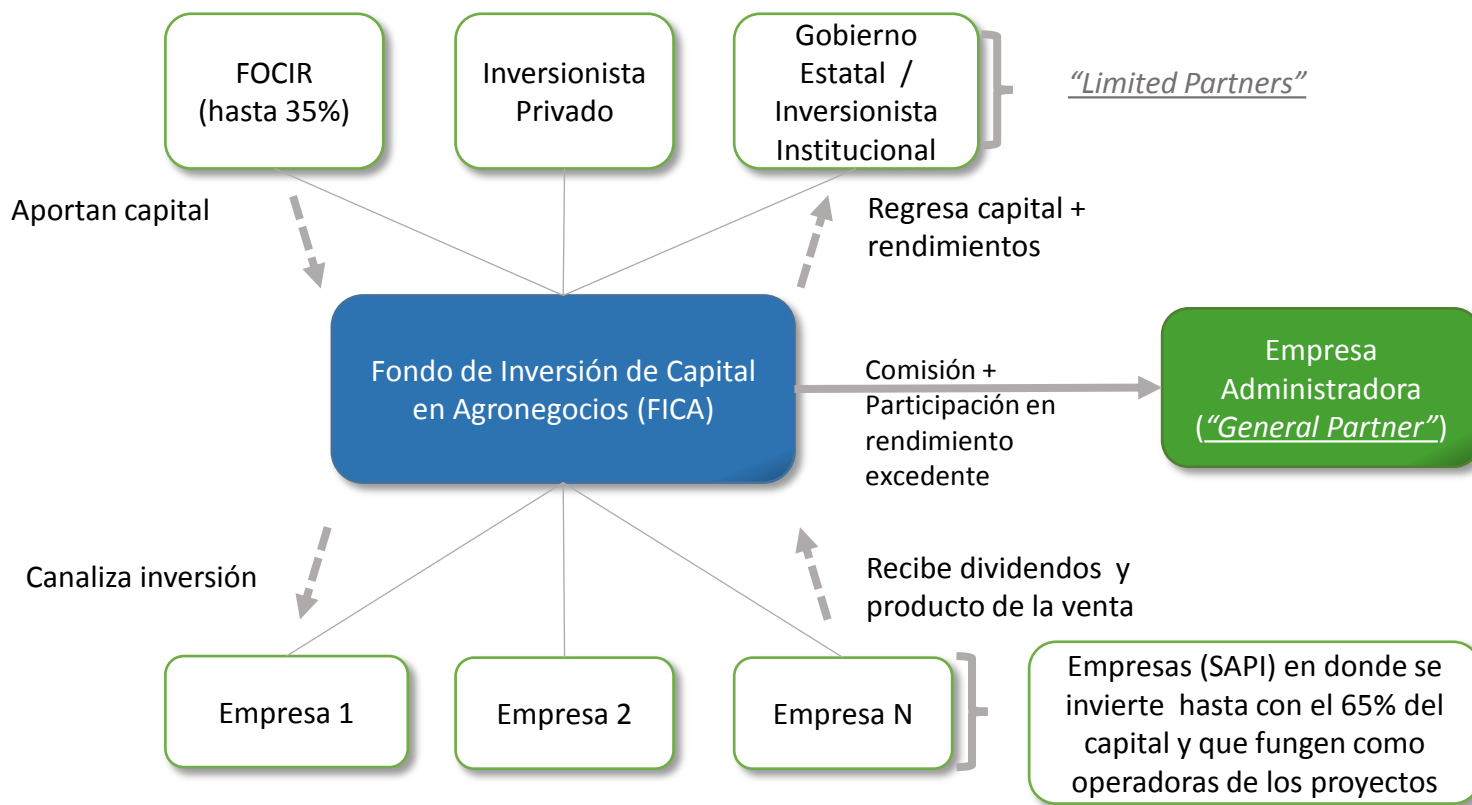 FOCIR
(hasta 35%)
Inversionista
Privado
Gobierno
Estatal /
Inversionista
Institucional
“Limited Partners”
Aportan capital
Regresa capital +
rendimientos
Fondo de Inversión de Capital
en Agronegocios (FICA)
Comisión +
Participación en
rendimiento
excedente
Empresa
Administradora
(“General Partner”)
Canaliza inversión
Recibe dividendos y
producto de la venta
Empresa 1
Empresa 2
Empresa N
Empresas (SAPI) en donde se
invierte hasta con el 65% del
capital y que fungen como
operadoras de los proyectos